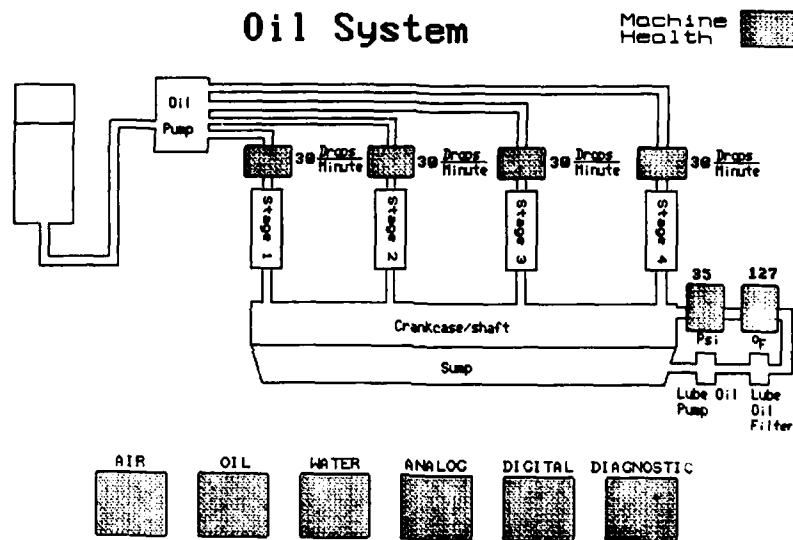 Oil System
Machine
Health
Oil
Pump
30 Drops/Minute
30 Drops/Minute
30 Drops/Minute
30 Drops/Minute
Stage 1
Stage 2
Stage 3
Stage 4
35
127
Crankcase/shaft
Psi
°F
Sump
Lube Oil Lube
Pump Oil
Filter
AIR OIL WATER ANALOG DIGITAL DIAGNOSTIC